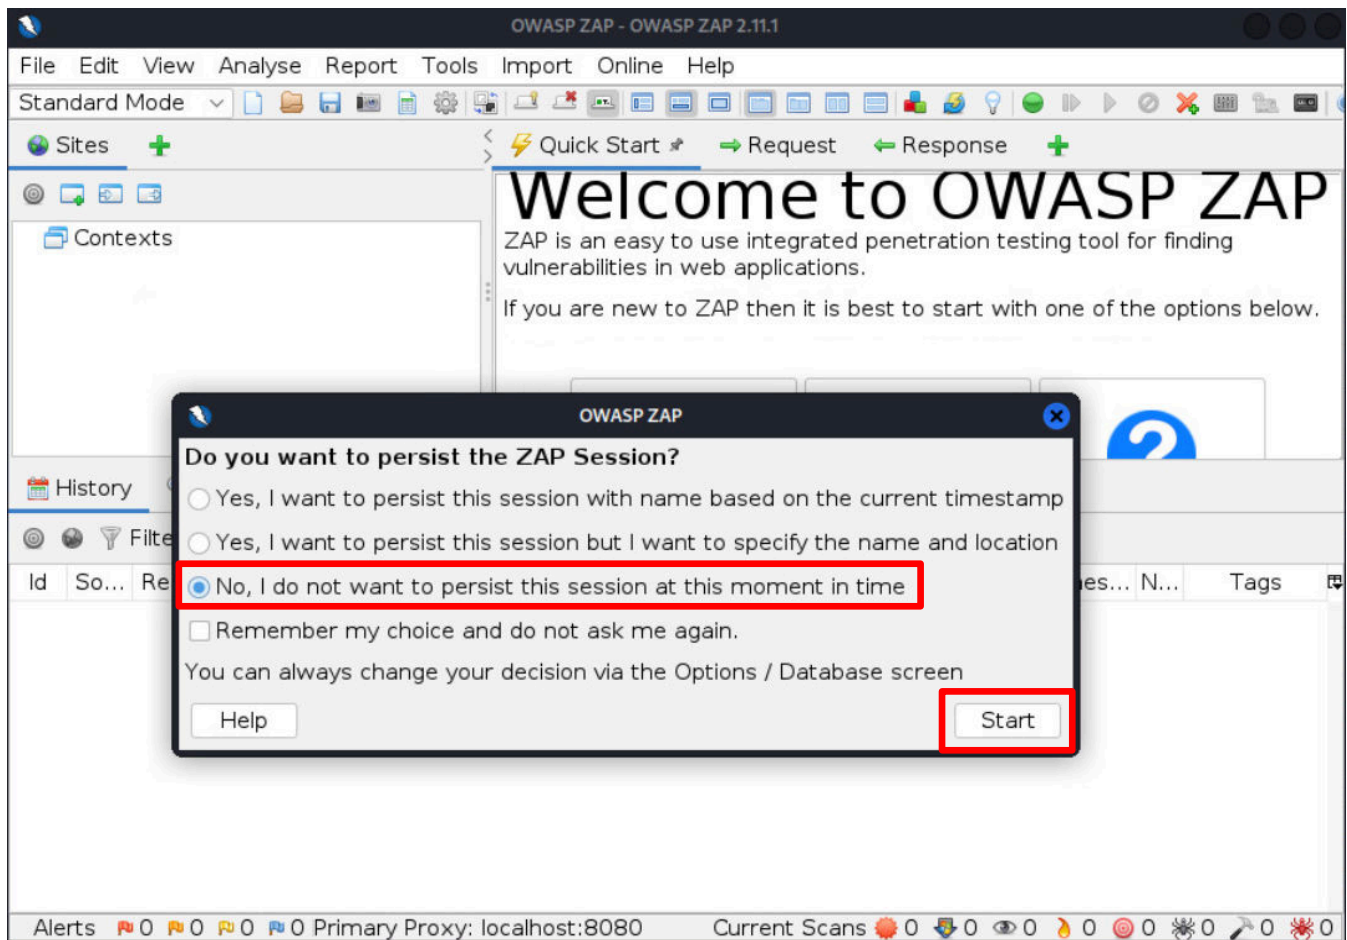 OWASP ZAP - OWASP ZAP 2.11.1
File Edit View Analyse Report Tools Import Online Help
Standard Mode
Sites
Quick Start Request Response
Welcome to OWASP ZAP
Contexts
ZAP is an easy to use integrated penetration testing tool for finding
vulnerabilities in web applications.
If you are new to ZAP then it is best to start with one of the options below.
OWASP ZAP
Do you want to persist the ZAP Session?
Yes, I want to persist this session with name based on the current timestamp
Yes, I want to persist this session but I want to specify the name and location
No, I do not want to persist this session at this moment in time
Remember my choice and do not ask me again.
You can always change your decision via the Options / Database screen
Help Start
History
Filte
Id So... Re es... N... Tags
Alerts 0 0 0 0 Primary Proxy: localhost:8080 Current Scans 0 0 0 0 0 0 0 0